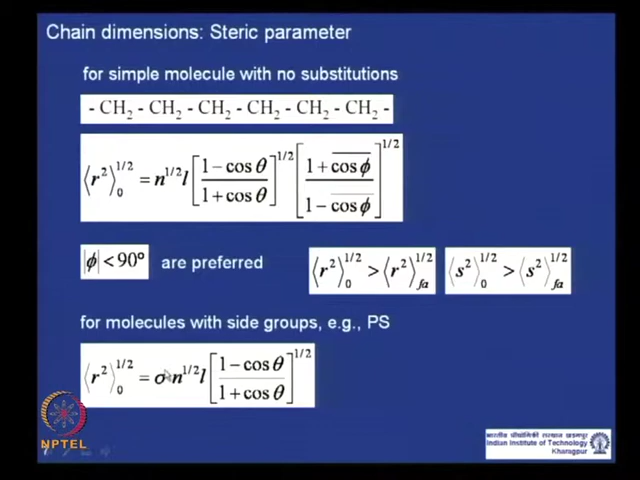 Chain dimensions: Steric parameter
for simple molecule with no substitutions
- CH₂ - CH₂ - CH₂ - CH₂ - CH₂ - CH₂ -
⟨r²⟩₀^{1/2} = n^{1/2} l [(1 − cos θ)/(1 + cos θ)]^{1/2} [(1 + \overline{cos ϕ})/(1 − \overline{cos ϕ})]^{1/2}
|ϕ| < 90° are preferred ⟨r²⟩₀^{1/2} > ⟨r²⟩_{fa}^{1/2} ⟨s²⟩₀^{1/2} > ⟨s²⟩_{fa}^{1/2}
for molecules with side groups, e.g., PS
⟨r²⟩₀^{1/2} = σ n^{1/2} l [(1 − cos θ)/(1 + cos θ)]^{1/2}
NPTEL
भारतीय प्रौद्योगिकी संस्थान खड़गपुर
Indian Institute of Technology
Kharagpur